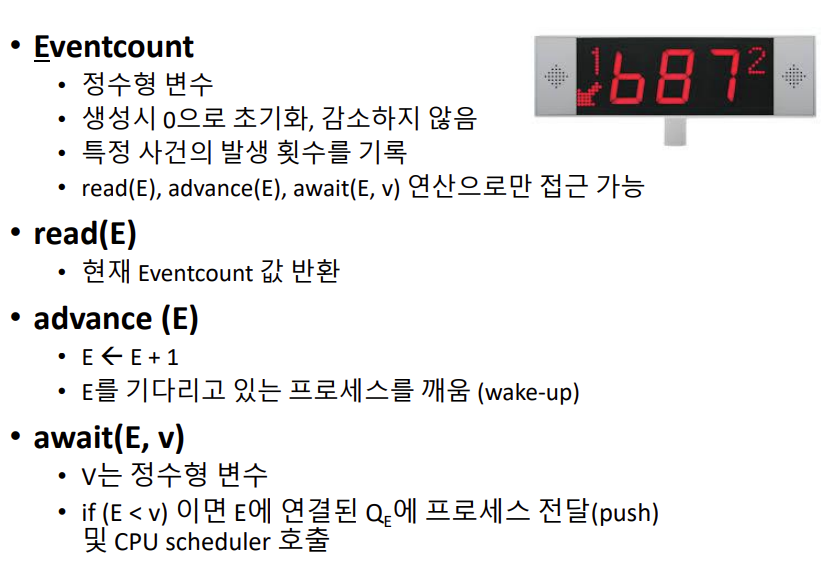 • Eventcount
• 정수형 변수
• 생성시 0으로 초기화, 감소하지 않음
• 특정 사건의 발생 횟수를 기록
• read(E), advance(E), await(E, v) 연산으로만 접근 가능
1 687 2
• read(E)
• 현재 Eventcount 값 반환
• advance (E)
• E ← E + 1
• E를 기다리고 있는 프로세스를 깨움 (wake-up)
• await(E, v)
• V는 정수형 변수
• if (E < v) 이면 E에 연결된 QE에 프로세스 전달(push)
및 CPU scheduler 호출